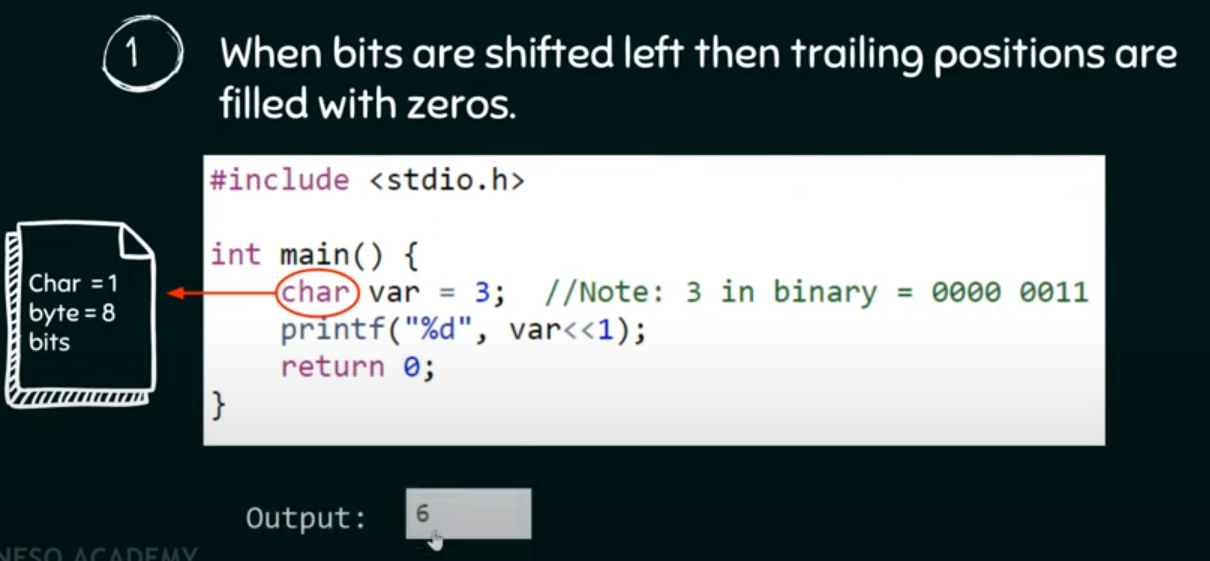 1
When bits are shifted left then trailing positions are
filled with zeros.
#include <stdio.h>
int main() {
char var = 3; //Note: 3 in binary = 0000 0011
printf("%d", var<<1);
return 0;
}
Char = 1
byte = 8
bits
Output: 6
NESO ACADEMY